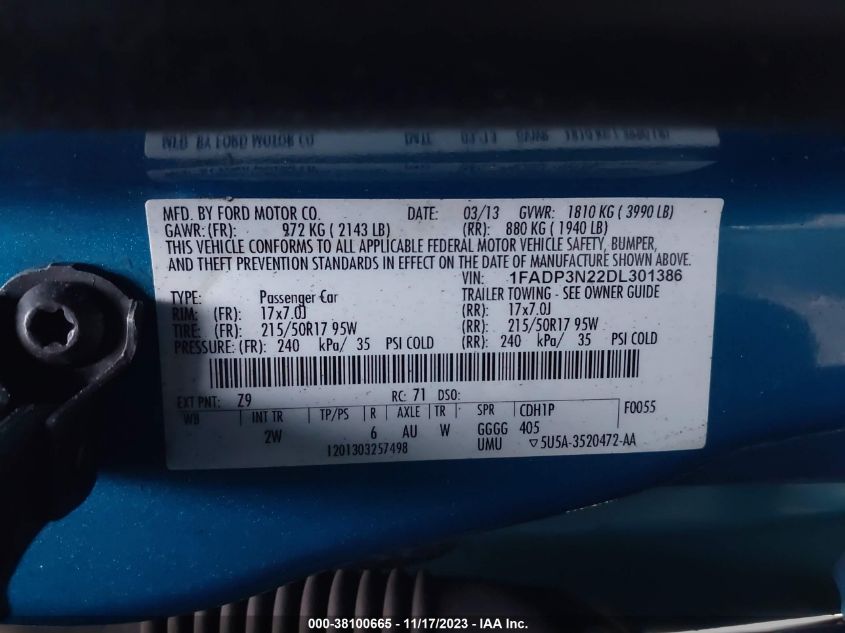 MFD. BY FORD MOTOR CO. DATE: 03/13 GVWR: 1810 KG ( 3990 LB)
GAWR: (FR): 972 KG ( 2143 LB) (RR): 880 KG ( 1940 LB)
THIS VEHICLE CONFORMS TO ALL APPLICABLE FEDERAL MOTOR VEHICLE SAFETY, BUMPER,
AND THEFT PREVENTION STANDARDS IN EFFECT ON THE DATE OF MANUFACTURE SHOWN ABOVE.
VIN: 1FADP3N22DL301386
TYPE: Passenger Car TRAILER TOWING - SEE OWNER GUIDE
RIM: (FR): 17x7.0J (RR): 17x7.0J
TIRE: (FR): 215/50R17 95W (RR): 215/50R17 95W
PRESSURE: (FR): 240 kPa/ 35 PSI COLD (RR): 240 kPa/ 35 PSI COLD
EXT PNT: Z9 RC: 71 DSO:
WB INT TR TP/PS R AXLE TR SPR CDH1P F0055
2W 6 AU W GGGG 405
1201303257498 UMU ▽5U5A-3520472-AA
000-38100665 - 11/17/2023 - IAA Inc.